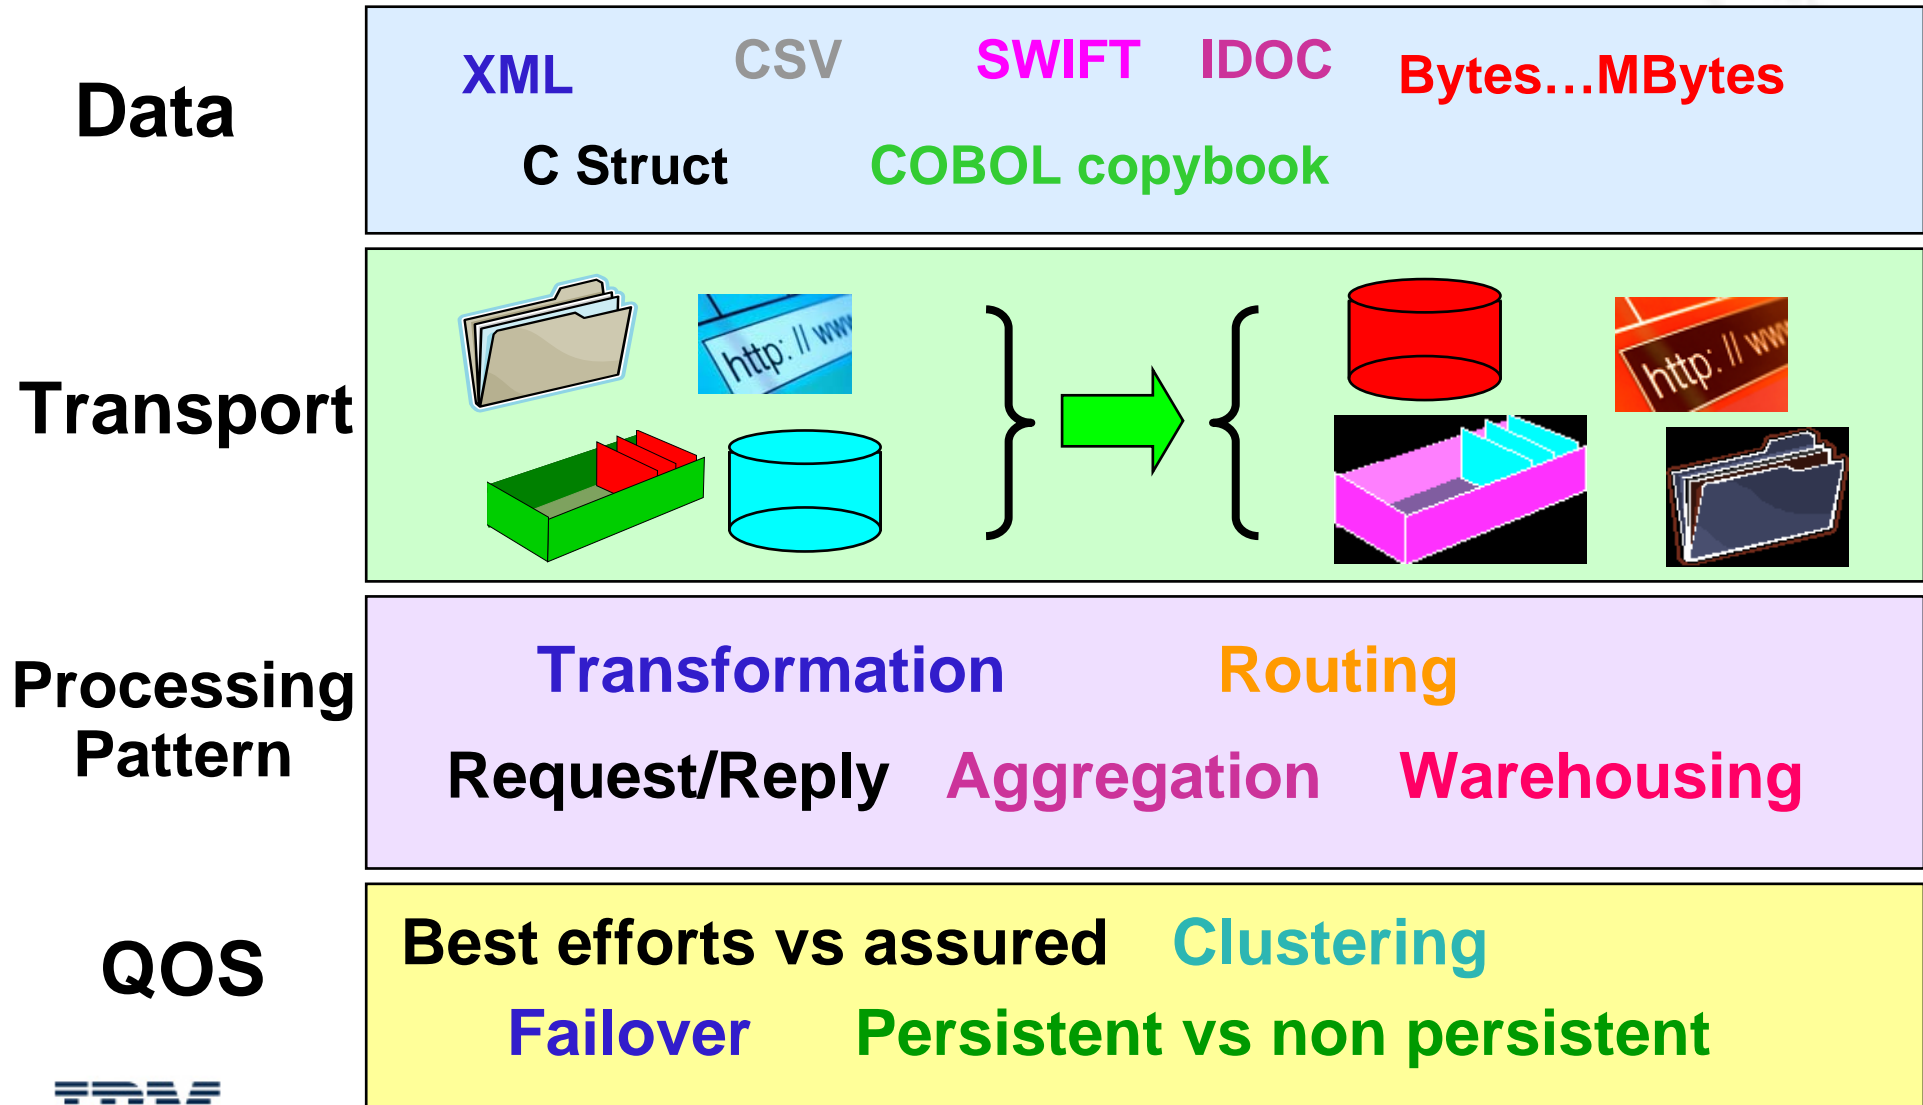 Data
XML CSV SWIFT IDOC Bytes…MBytes
C Struct COBOL copybook
Transport
http: // www
http: // www
Processing
Pattern
Transformation Routing
Request/Reply Aggregation Warehousing
QOS
Best efforts vs assured Clustering
Failover Persistent vs non persistent